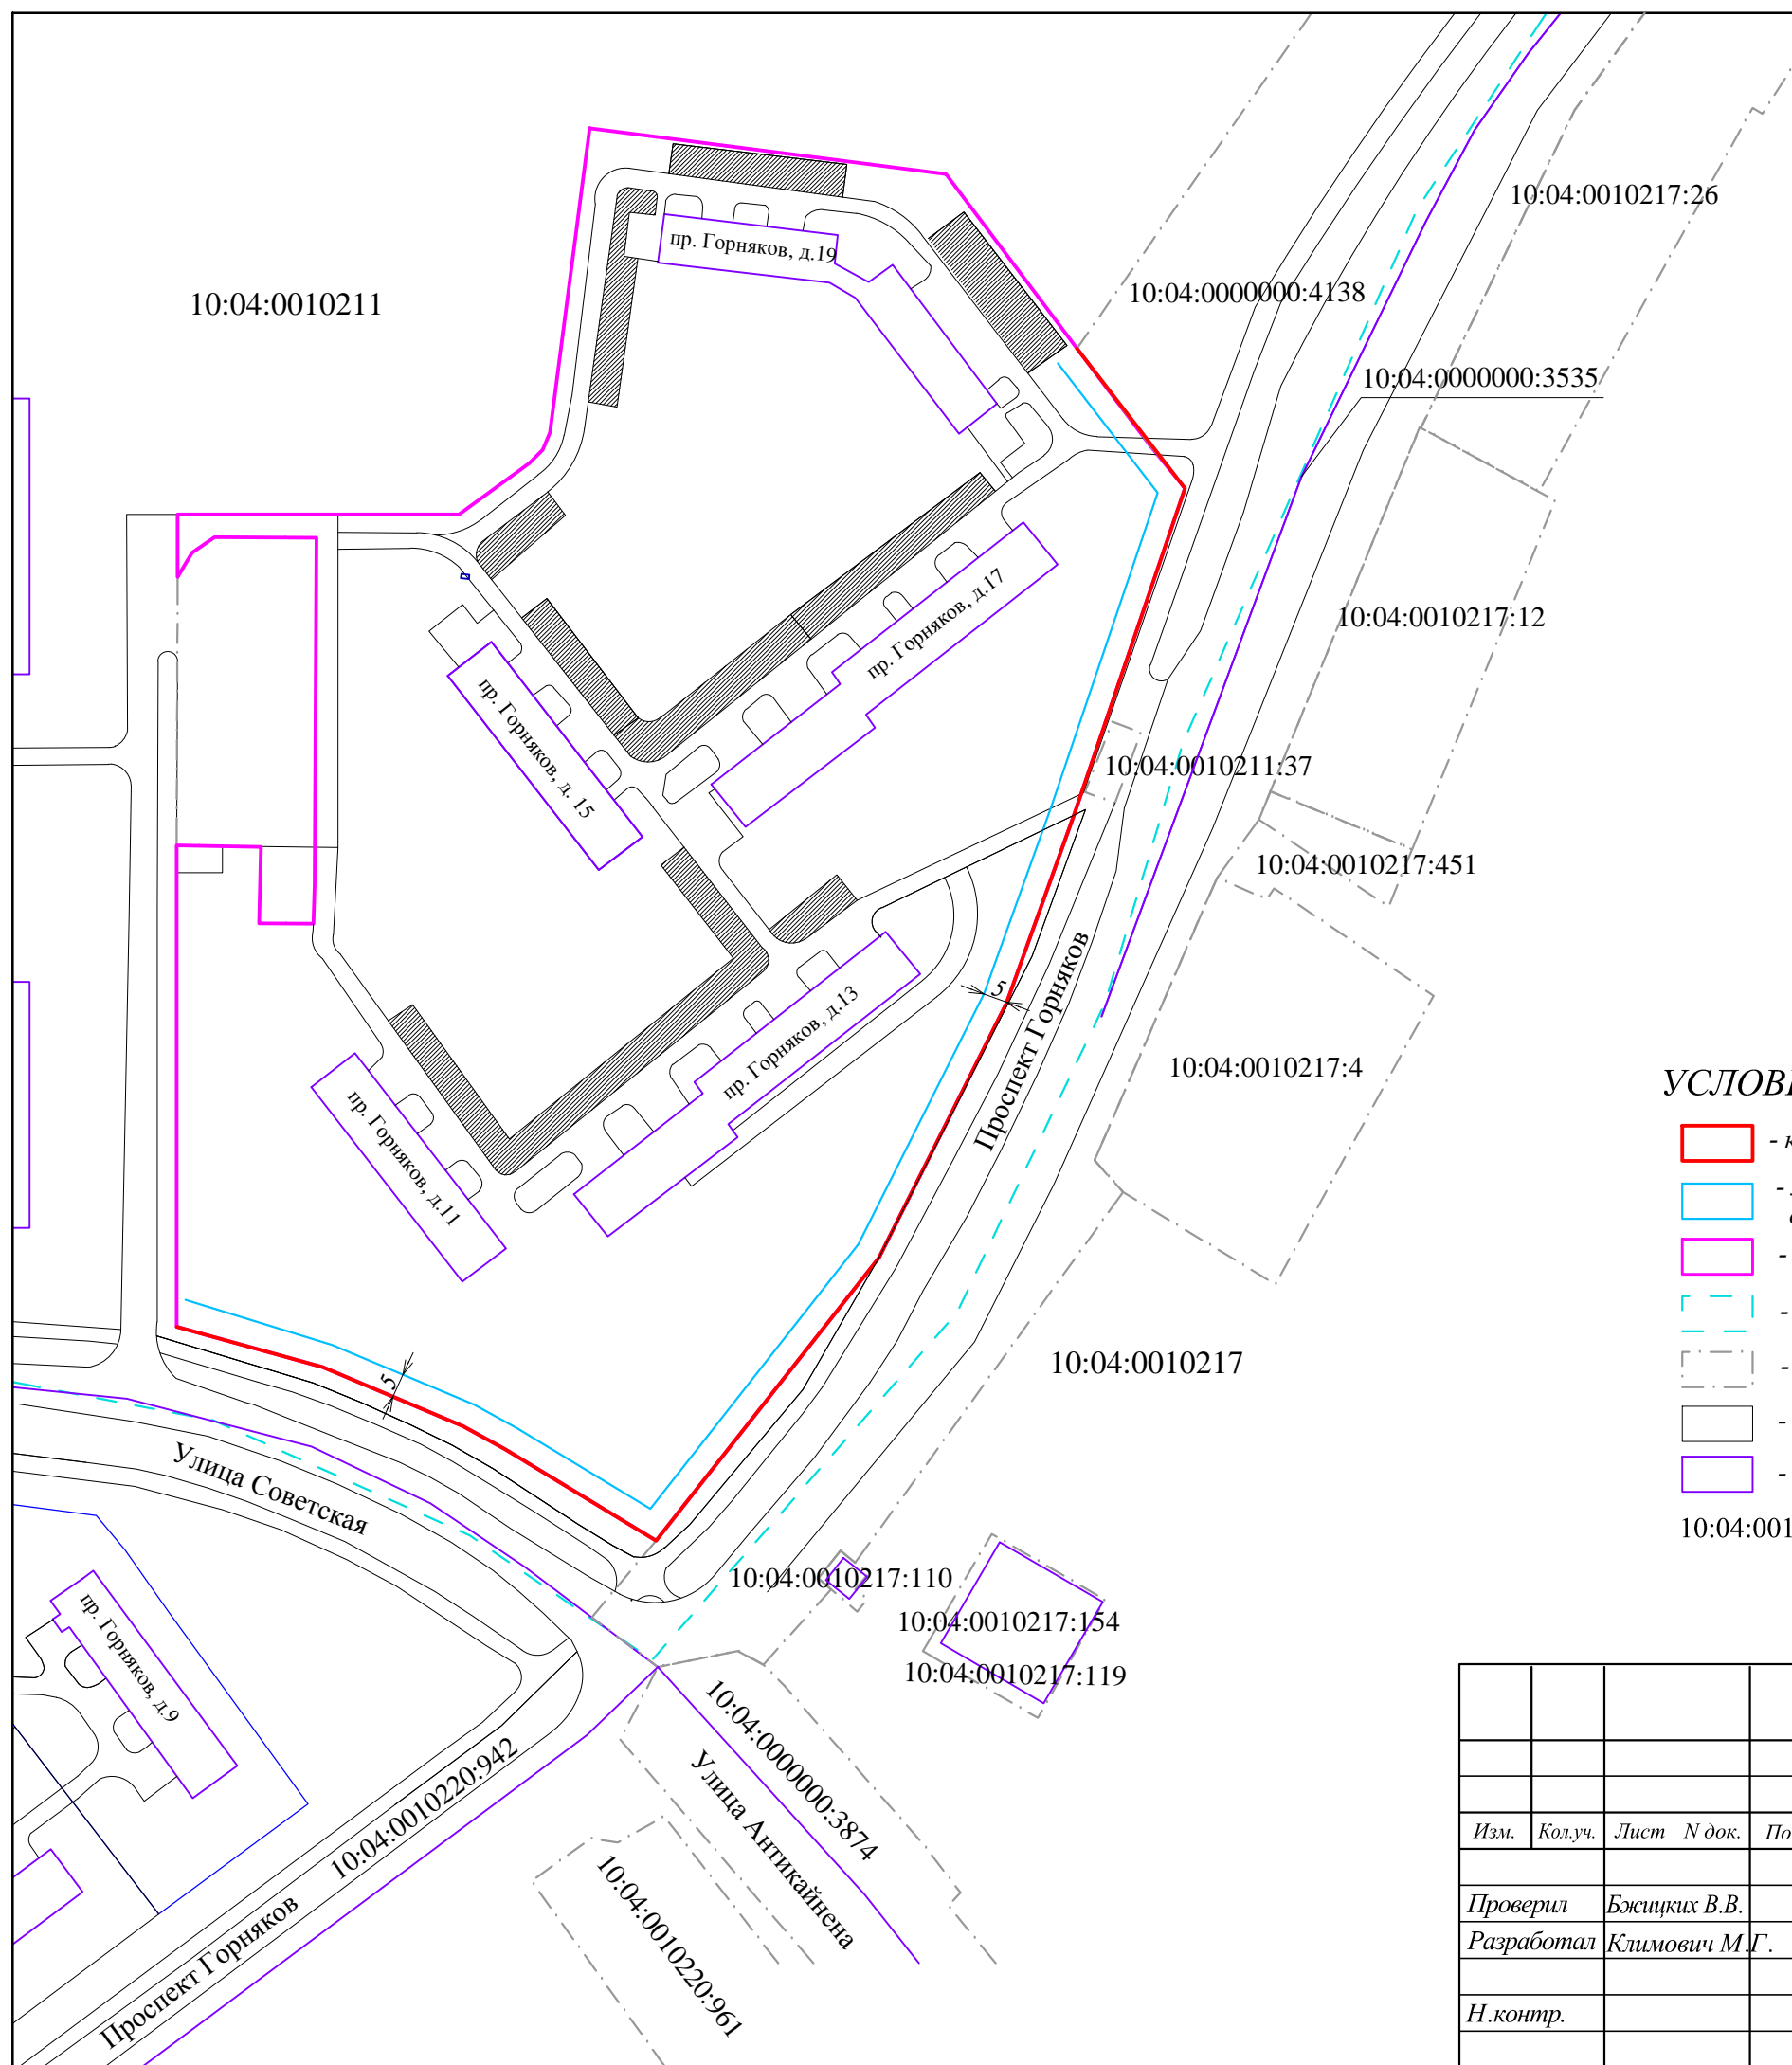 10:04:0010217:26
пр. Горняков, д.19
10:04:0010211
10:04:0000000:4138
10:04:0000000:3535
пр. Горняков, д.17
10:04:0010217:12
пр. Горняков, д. 15
10:04:0010211:37
10:04:0010217:451
5
Проспект Горняков
пр. Горняков, д.13
10:04:0010217:4
пр. Горняков, д.11
УСЛОВ
- к
-
-
-
-
-
-
10:04:001
10:04:0010217
5
Улица Советская
10:04:0010217:110
10:04:0010217:154
10:04:0010217:119
пр. Горняков, д.9
10:04:0000000:3874
Улица Антикайнена
10:04:0010220:942
Проспект Горняков
10:04:0010220:961
Изм. Кол.уч. Лист N док. По
Проверил Бжицких В.В.
Разработал Климович М.Г.
Н.контр.